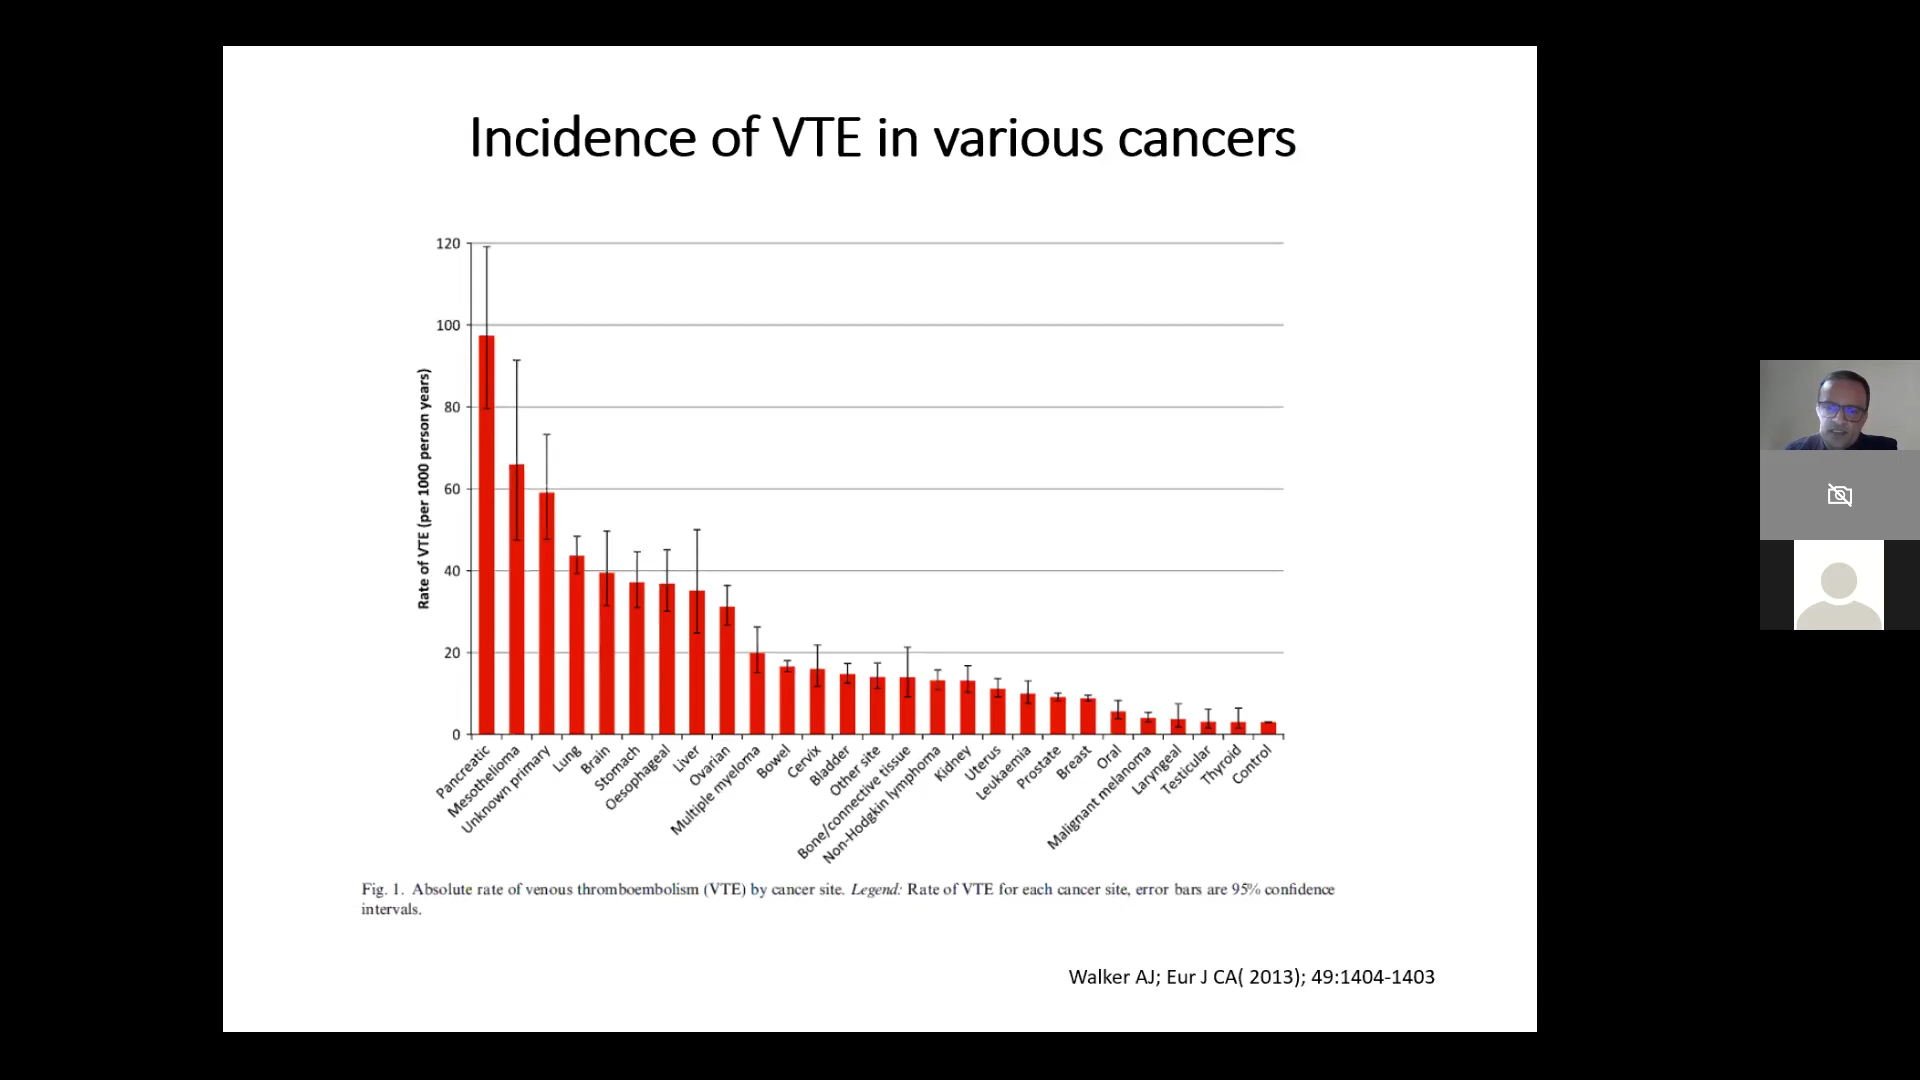 Incidence of VTE in various cancers
Rate of VTE (per 1000 person years)
120
100
80
60
40
20
0
Pancreatic
Mesothelioma
Unknown primary
Lung
Brain
Stomach
Oesophageal
Liver
Ovarian
Multiple myeloma
Bowel
Cervix
Bladder
Other site
Bone/connective tissue
Non-Hodgkin lymphoma
Kidney
Uterus
Leukaemia
Prostate
Breast
Oral
Malignant melanoma
Laryngeal
Testicular
Thyroid
Control
Fig. 1. Absolute rate of venous thromboembolism (VTE) by cancer site. Legend: Rate of VTE for each cancer site, error bars are 95% confidence
intervals.
Walker AJ; Eur J CA( 2013); 49:1404-1403